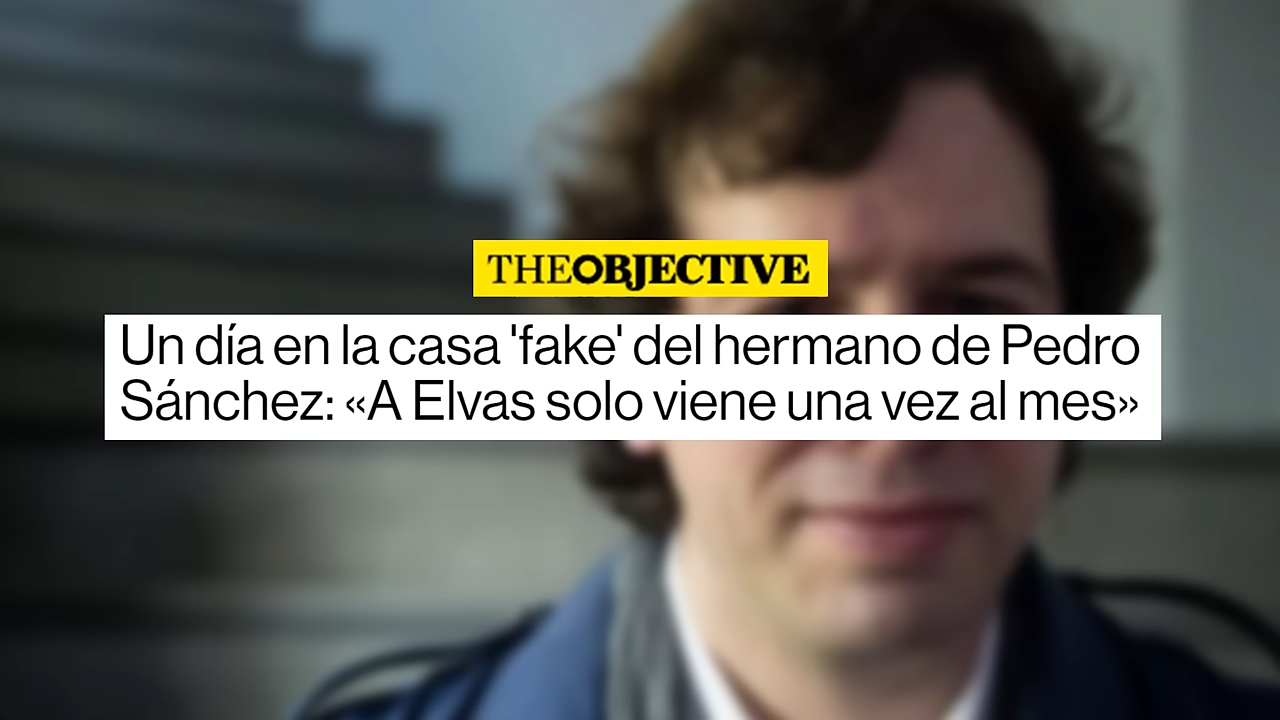 THEOBJECTIVE
Un día en la casa 'fake' del hermano de Pedro
Sánchez: «A Elvas solo viene una vez al mes»